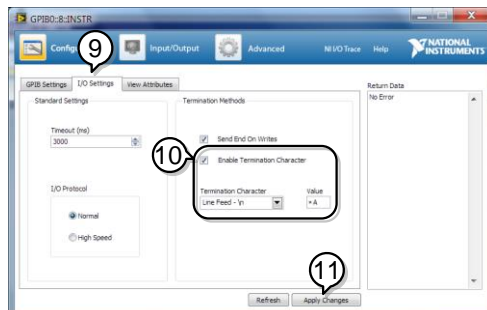 GPIB0::8::INSTR
Input/Output
Advanced
NI I/O Trace
Help
NATIONAL
INSTRUMENTS
9
GPIB Settings
I/O Settings
View Attributes
Return Data
No Error
Standard Settings
Termination Methods
Timeout (ms)
3000
Send End On Writes
10
Enable Termination Character
Termination Character
Value
Line Feed - \n
I/O Protocol
Normal
High Speed
11
Refresh
Apply Changes